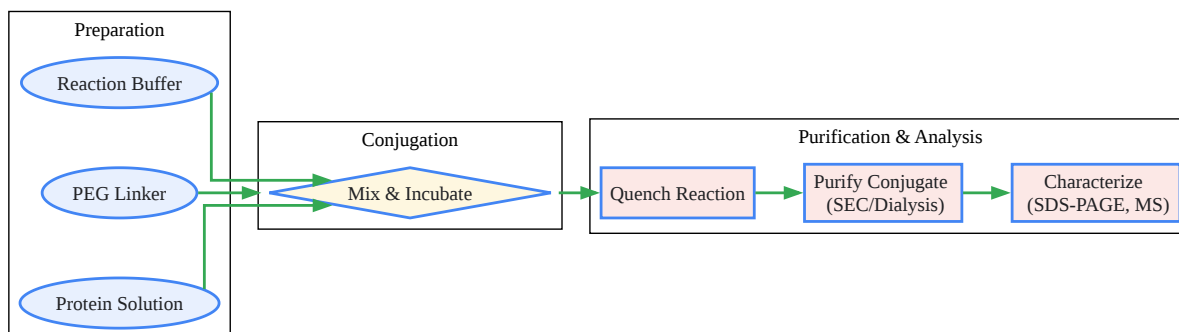 Preparation
Reaction Buffer
PEG Linker
Protein Solution
Conjugation
Mix & Incubate
Purification & Analysis
Quench Reaction
Purify Conjugate
(SEC/Dialysis)
Characterize
(SDS-PAGE, MS)